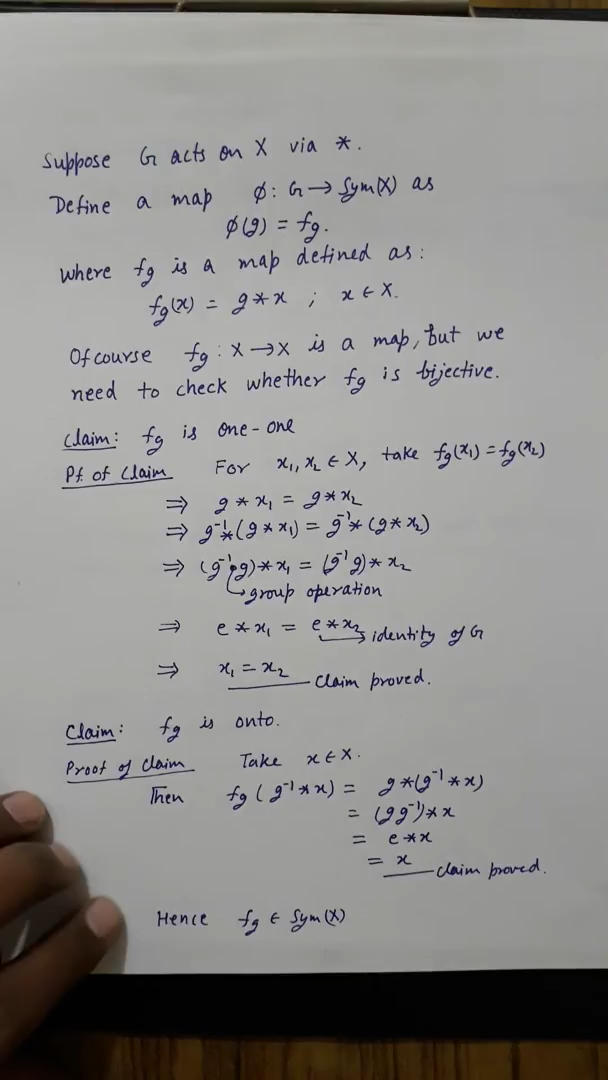 Suppose G acts on X via *.
Define a map φ: G → Sym(X) as
φ(g) = fg.
where fg is a map defined as:
fg(x) = g * x ; x ∈ X.
Of course fg : X → X is a map, but we
need to check whether fg is bijective.
Claim: fg is one-one
Pf. of Claim For x₁, x₂ ∈ X, take fg(x₁) = fg(x₂)
⇒ g * x₁ = g * x₂
⇒ g⁻¹ * (g * x₁) = g⁻¹ * (g * x₂)
⇒ (g⁻¹ g) * x₁ = (g⁻¹ g) * x₂
group operation
⇒ e * x₁ = e * x₂ → identity of G
⇒ x₁ = x₂ claim proved.
Claim: fg is onto.
Proof of Claim Take x ∈ X.
Then fg (g⁻¹ * x) = g * (g⁻¹ * x)
= (g g⁻¹) * x
= e * x
= x claim proved.
Hence fg ∈ Sym(X)